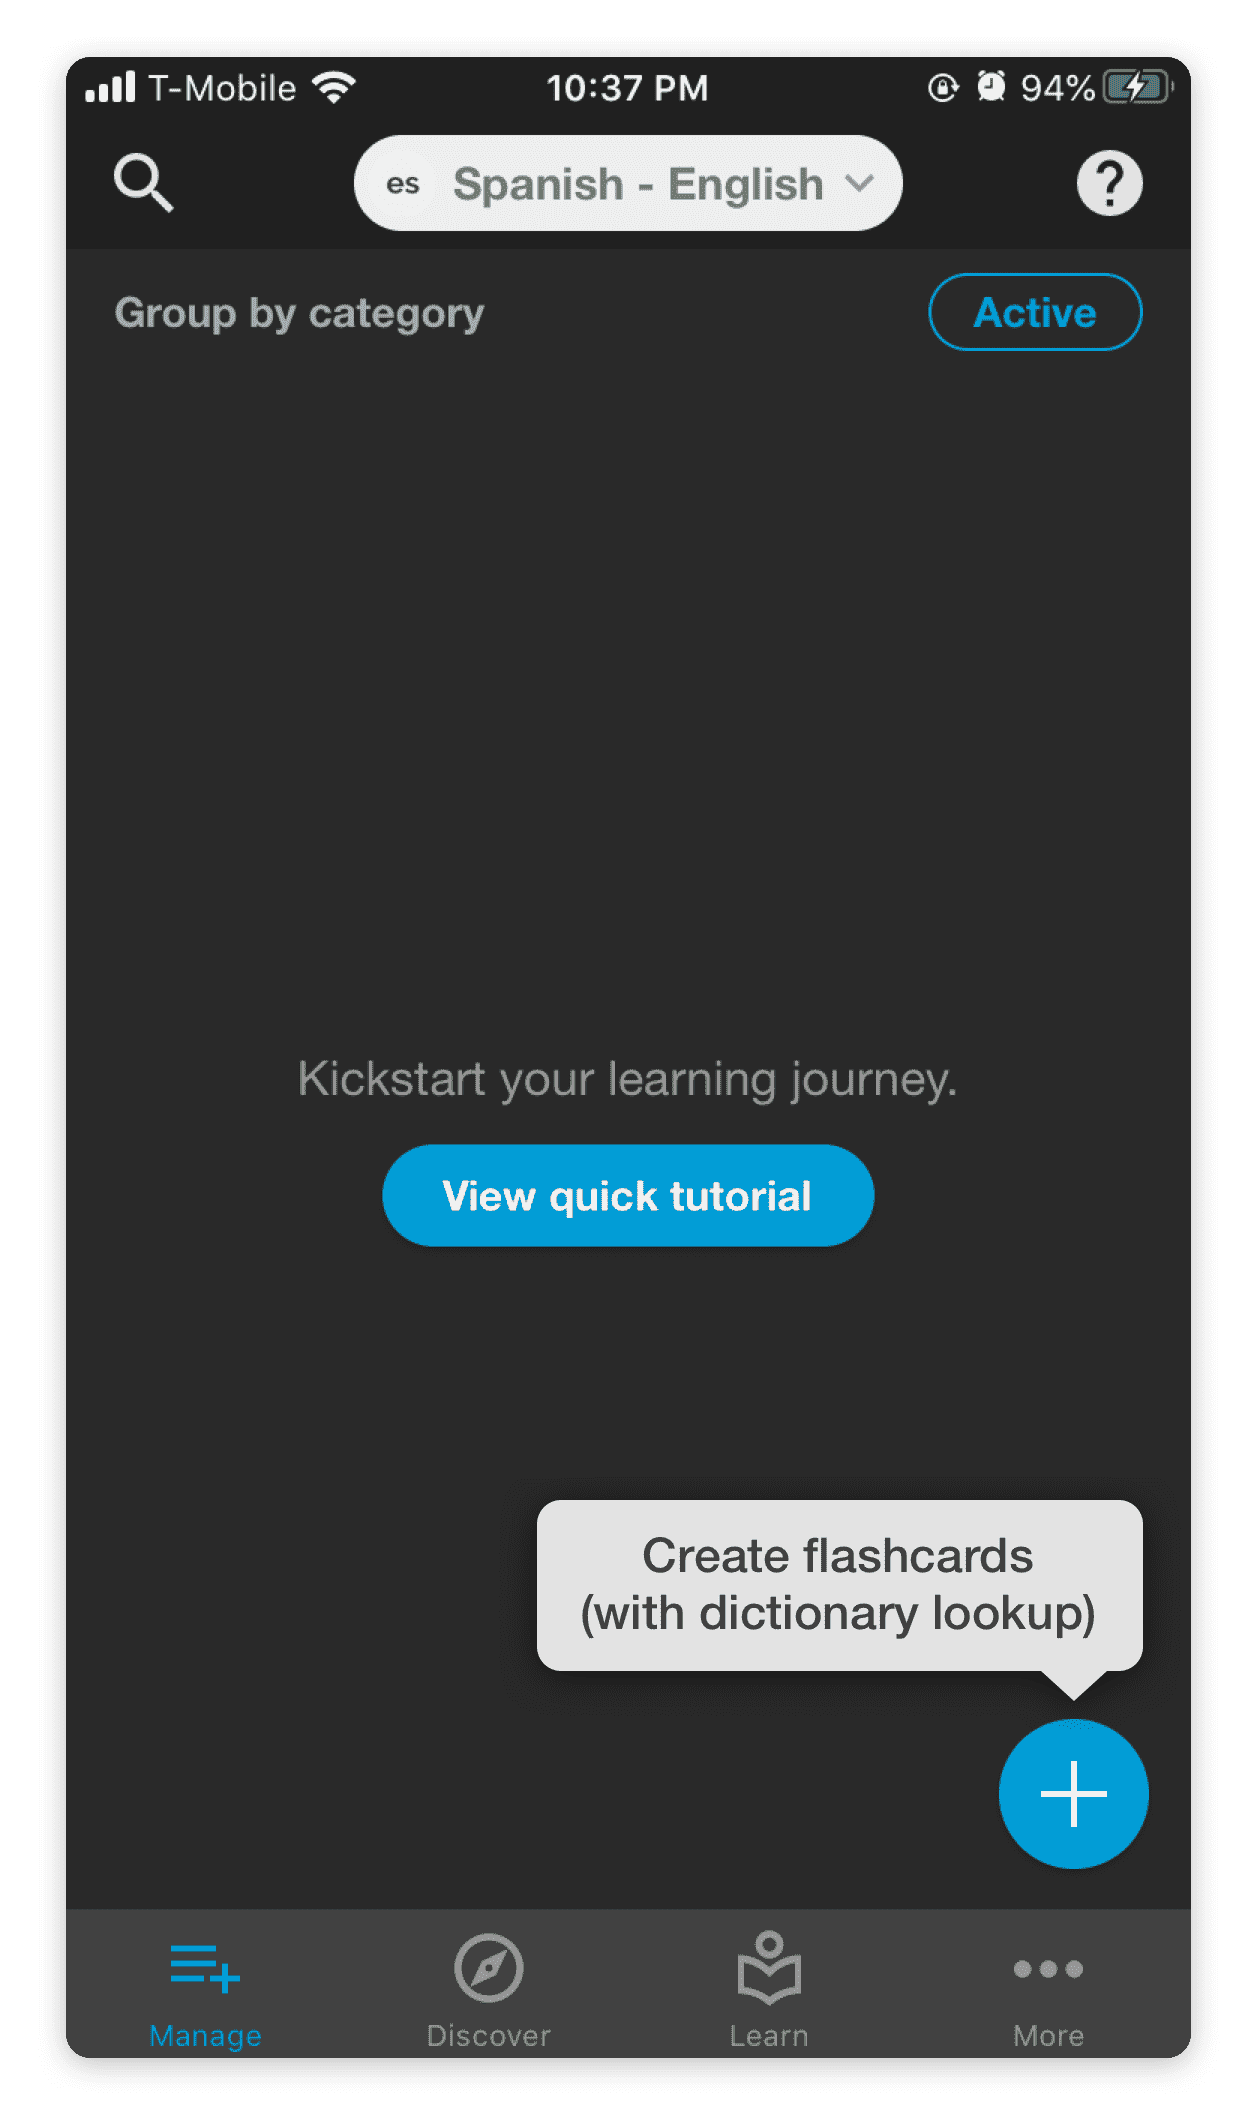 T-Mobile
10:37 PM
94%
es Spanish - English
?
Group by category
Active
Kickstart your learning journey.
View quick tutorial
Create flashcards
(with dictionary lookup)
Manage
Discover
Learn
More